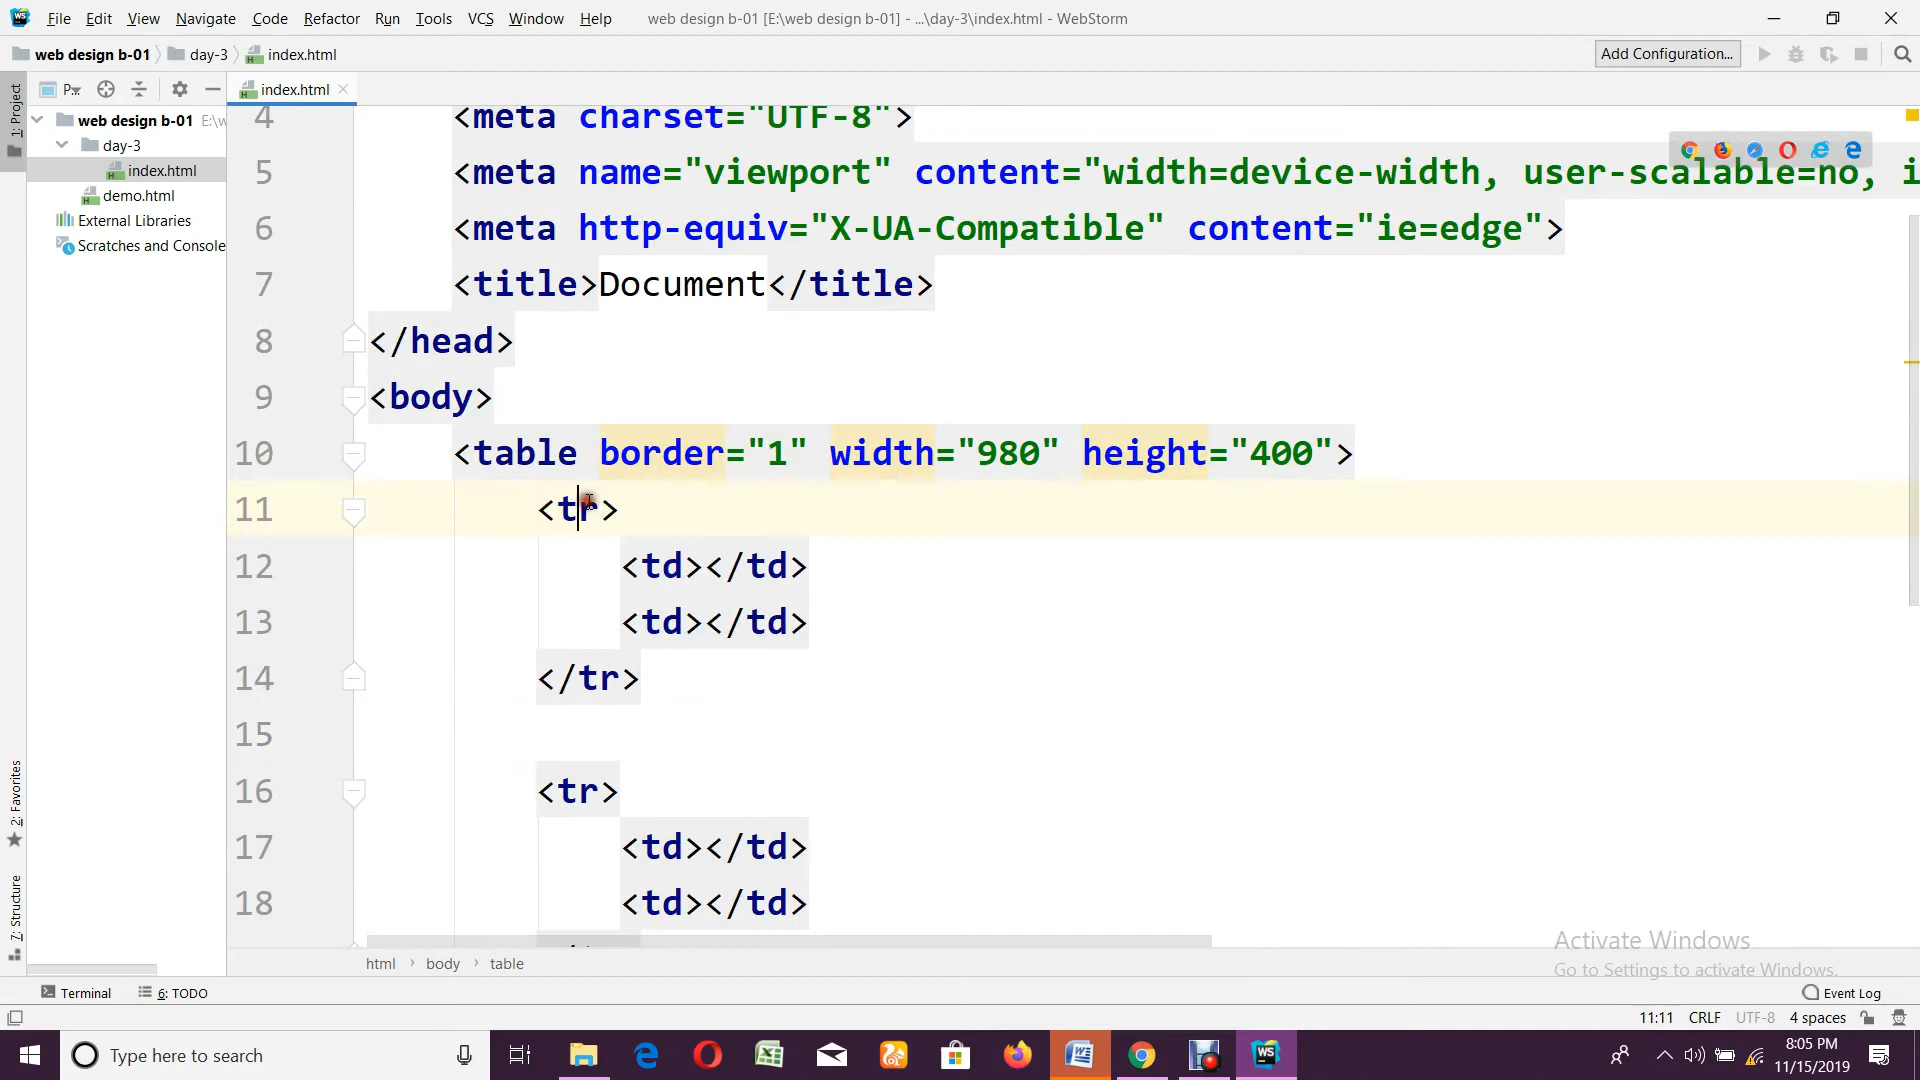 File Edit View Navigate Code Refactor Run Tools VCS Window Help web design b-01 [E:\web design b-01] - ...\day-3\index.html - WebStorm
web design b-01 day-3 index.html Add Configuration...
P.. index.html
1: Project
web design b-01 E:\w
day-3
index.html
demo.html
External Libraries
Scratches and Console
2: Favorites
7: Structure
4 <meta charset="UTF-8">
5 <meta name="viewport" content="width=device-width, user-scalable=no, i
6 <meta http-equiv="X-UA-Compatible" content="ie=edge">
7 <title>Document</title>
8 </head>
9 <body>
10 <table border="1" width="980" height="400">
11 <tr>
12 <td></td>
13 <td></td>
14 </tr>
15
16 <tr>
17 <td></td>
18 <td></td>
Activate Windows
Go to Settings to activate Windows.
html body table
Terminal 6: TODO Event Log
11:11 CRLF UTF-8 4 spaces
Type here to search
8:05 PM
11/15/2019